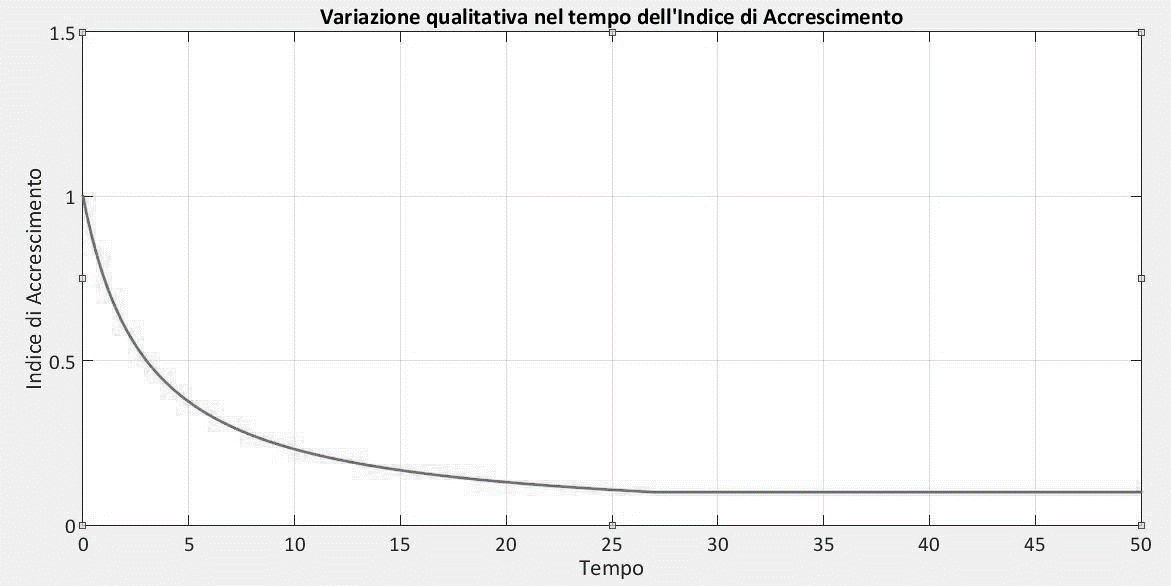 Variazione qualitativa nel tempo dell'Indice di Accrescimento
Indice di Accrescimento
1.5
1
0.5
0
0 5 10 15 20 25 30 35 40 45 50
Tempo